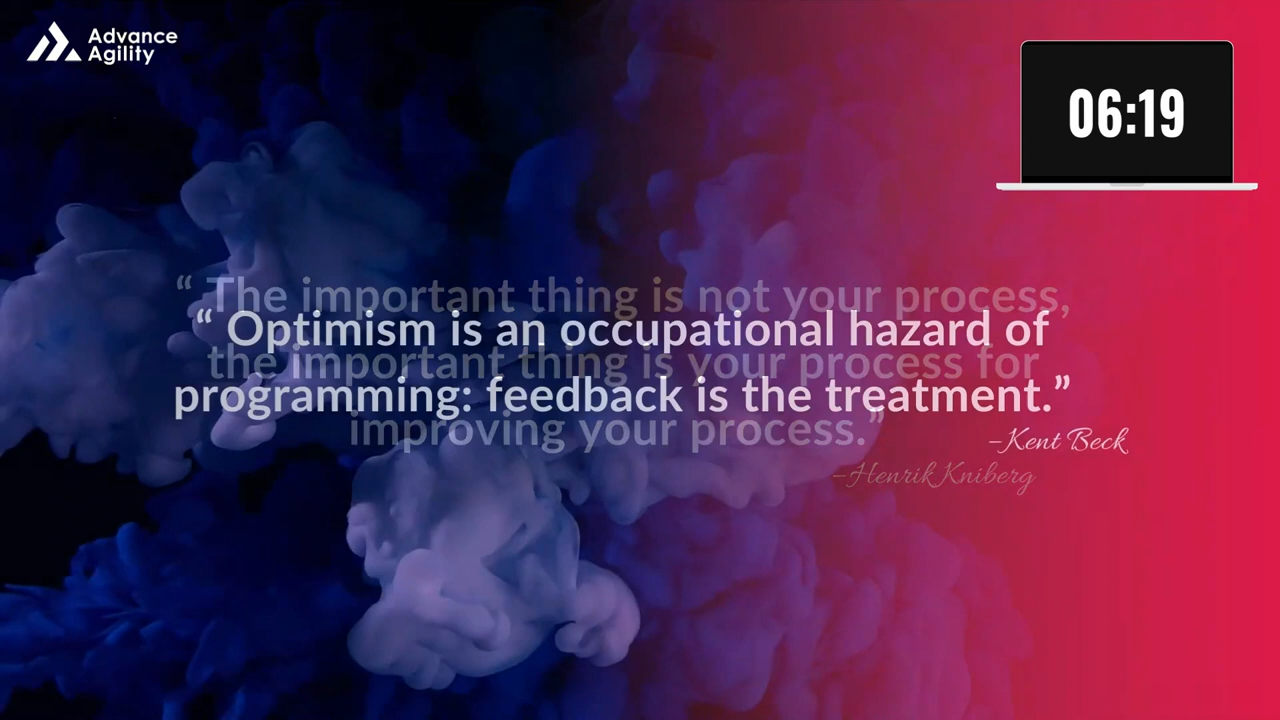 Advance
Agility
06:19
“ The important thing is not your process,
the important thing is your process for
improving your process.”
–Henrik Kniberg
“ Optimism is an occupational hazard of
programming: feedback is the treatment.”
–Kent Beck